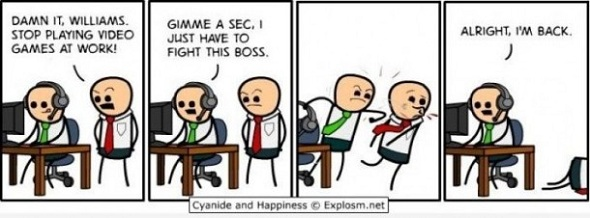 DAMN IT, WILLIAMS.
STOP PLAYING VIDEO
GAMES AT WORK!
GIMME A SEC, I
JUST HAVE TO
FIGHT THIS BOSS.
ALRIGHT, I'M BACK.
Cyanide and Happiness © Explosm.net